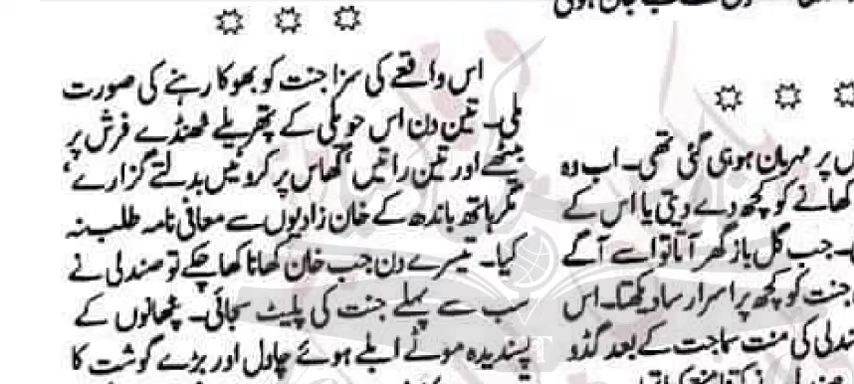 اس واقعے کی سزا جنت کو بھوکا رہنے کی صورت
ملی۔ تین دن اس حویلی کے پتھریلے ٹھنڈے فرش پر
بیٹھے اور تین راتیں گھاس پر کروٹیں بدلتے گزارے‘
مگر ہاتھ باندھ کے خان زادیوں سے معافی نامہ طلب نہ
کیا۔ تیسرے دن جب خان کھانا کھا چکے تو صندلی نے
سب سے پہلے جنت کی پلیٹ سجائی۔ پٹھانوں کے
پسندیدہ موٹے ابلے ہوئے چاول اور بڑے گوشت کا
پر مہربان ہو ہی گئی تھی۔ اب وہ
کھانے کو کچھ دے دیتی یا اس کے
جب گل باز گھر آتا تو اسے آگے
جنت کو کچھ پراسرار سا دیکھتا۔ اس
کی منت سماجت کے بعد گڈو